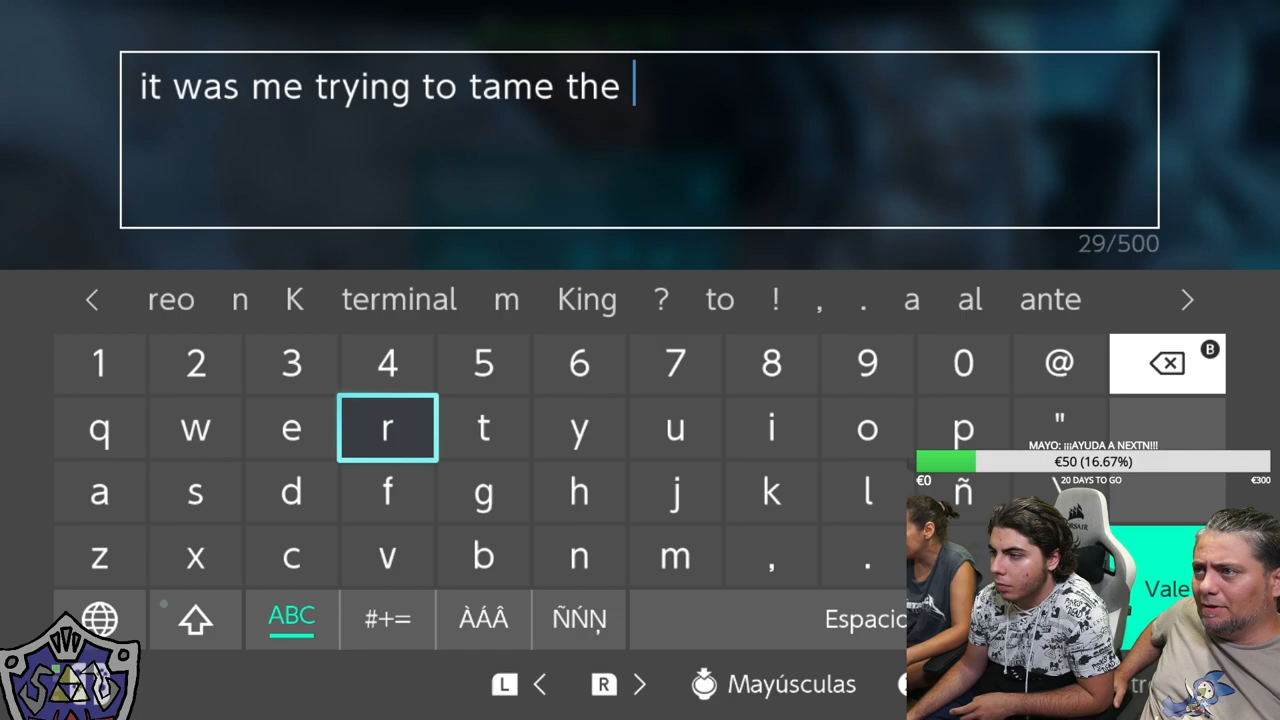 it was me trying to tame the
29/500
reo n K terminal m King ? to ! , . a al ante
1 2 3 4 5 6 7 8 9 0 @ B
q w e r t y u i o p "
MAYO: ¡¡¡AYUDA A NEXTN!!!
€50 (16.67%)
€0 20 DAYS TO GO €300
a s d f g h j k l ñ
z x c v b n m , .
Vale
ABC #+= ÀÁÂ ÑŃŅ Espacio
L R Mayúsculas
CORSAIR